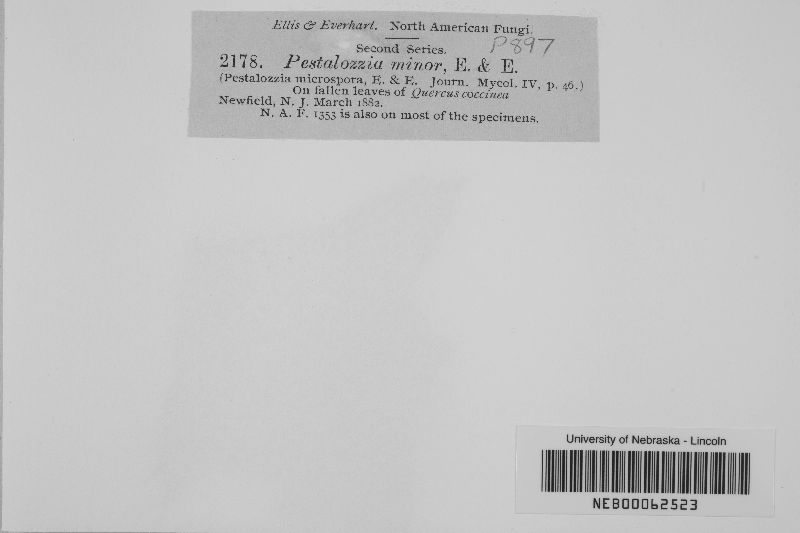 Ellis & Everhart. North American Fungi.
Second Series. P897
2178. Pestalozzia minor, E. & E.
(Pestalozzia microspora, E. & E. Journ. Mycol. IV, p. 46.)
On fallen leaves of Quercus coccinea
Newfield, N. J. March 1882.
N. A. F. 1353 is also on most of the specimens.
University of Nebraska - Lincoln
NEB00062523